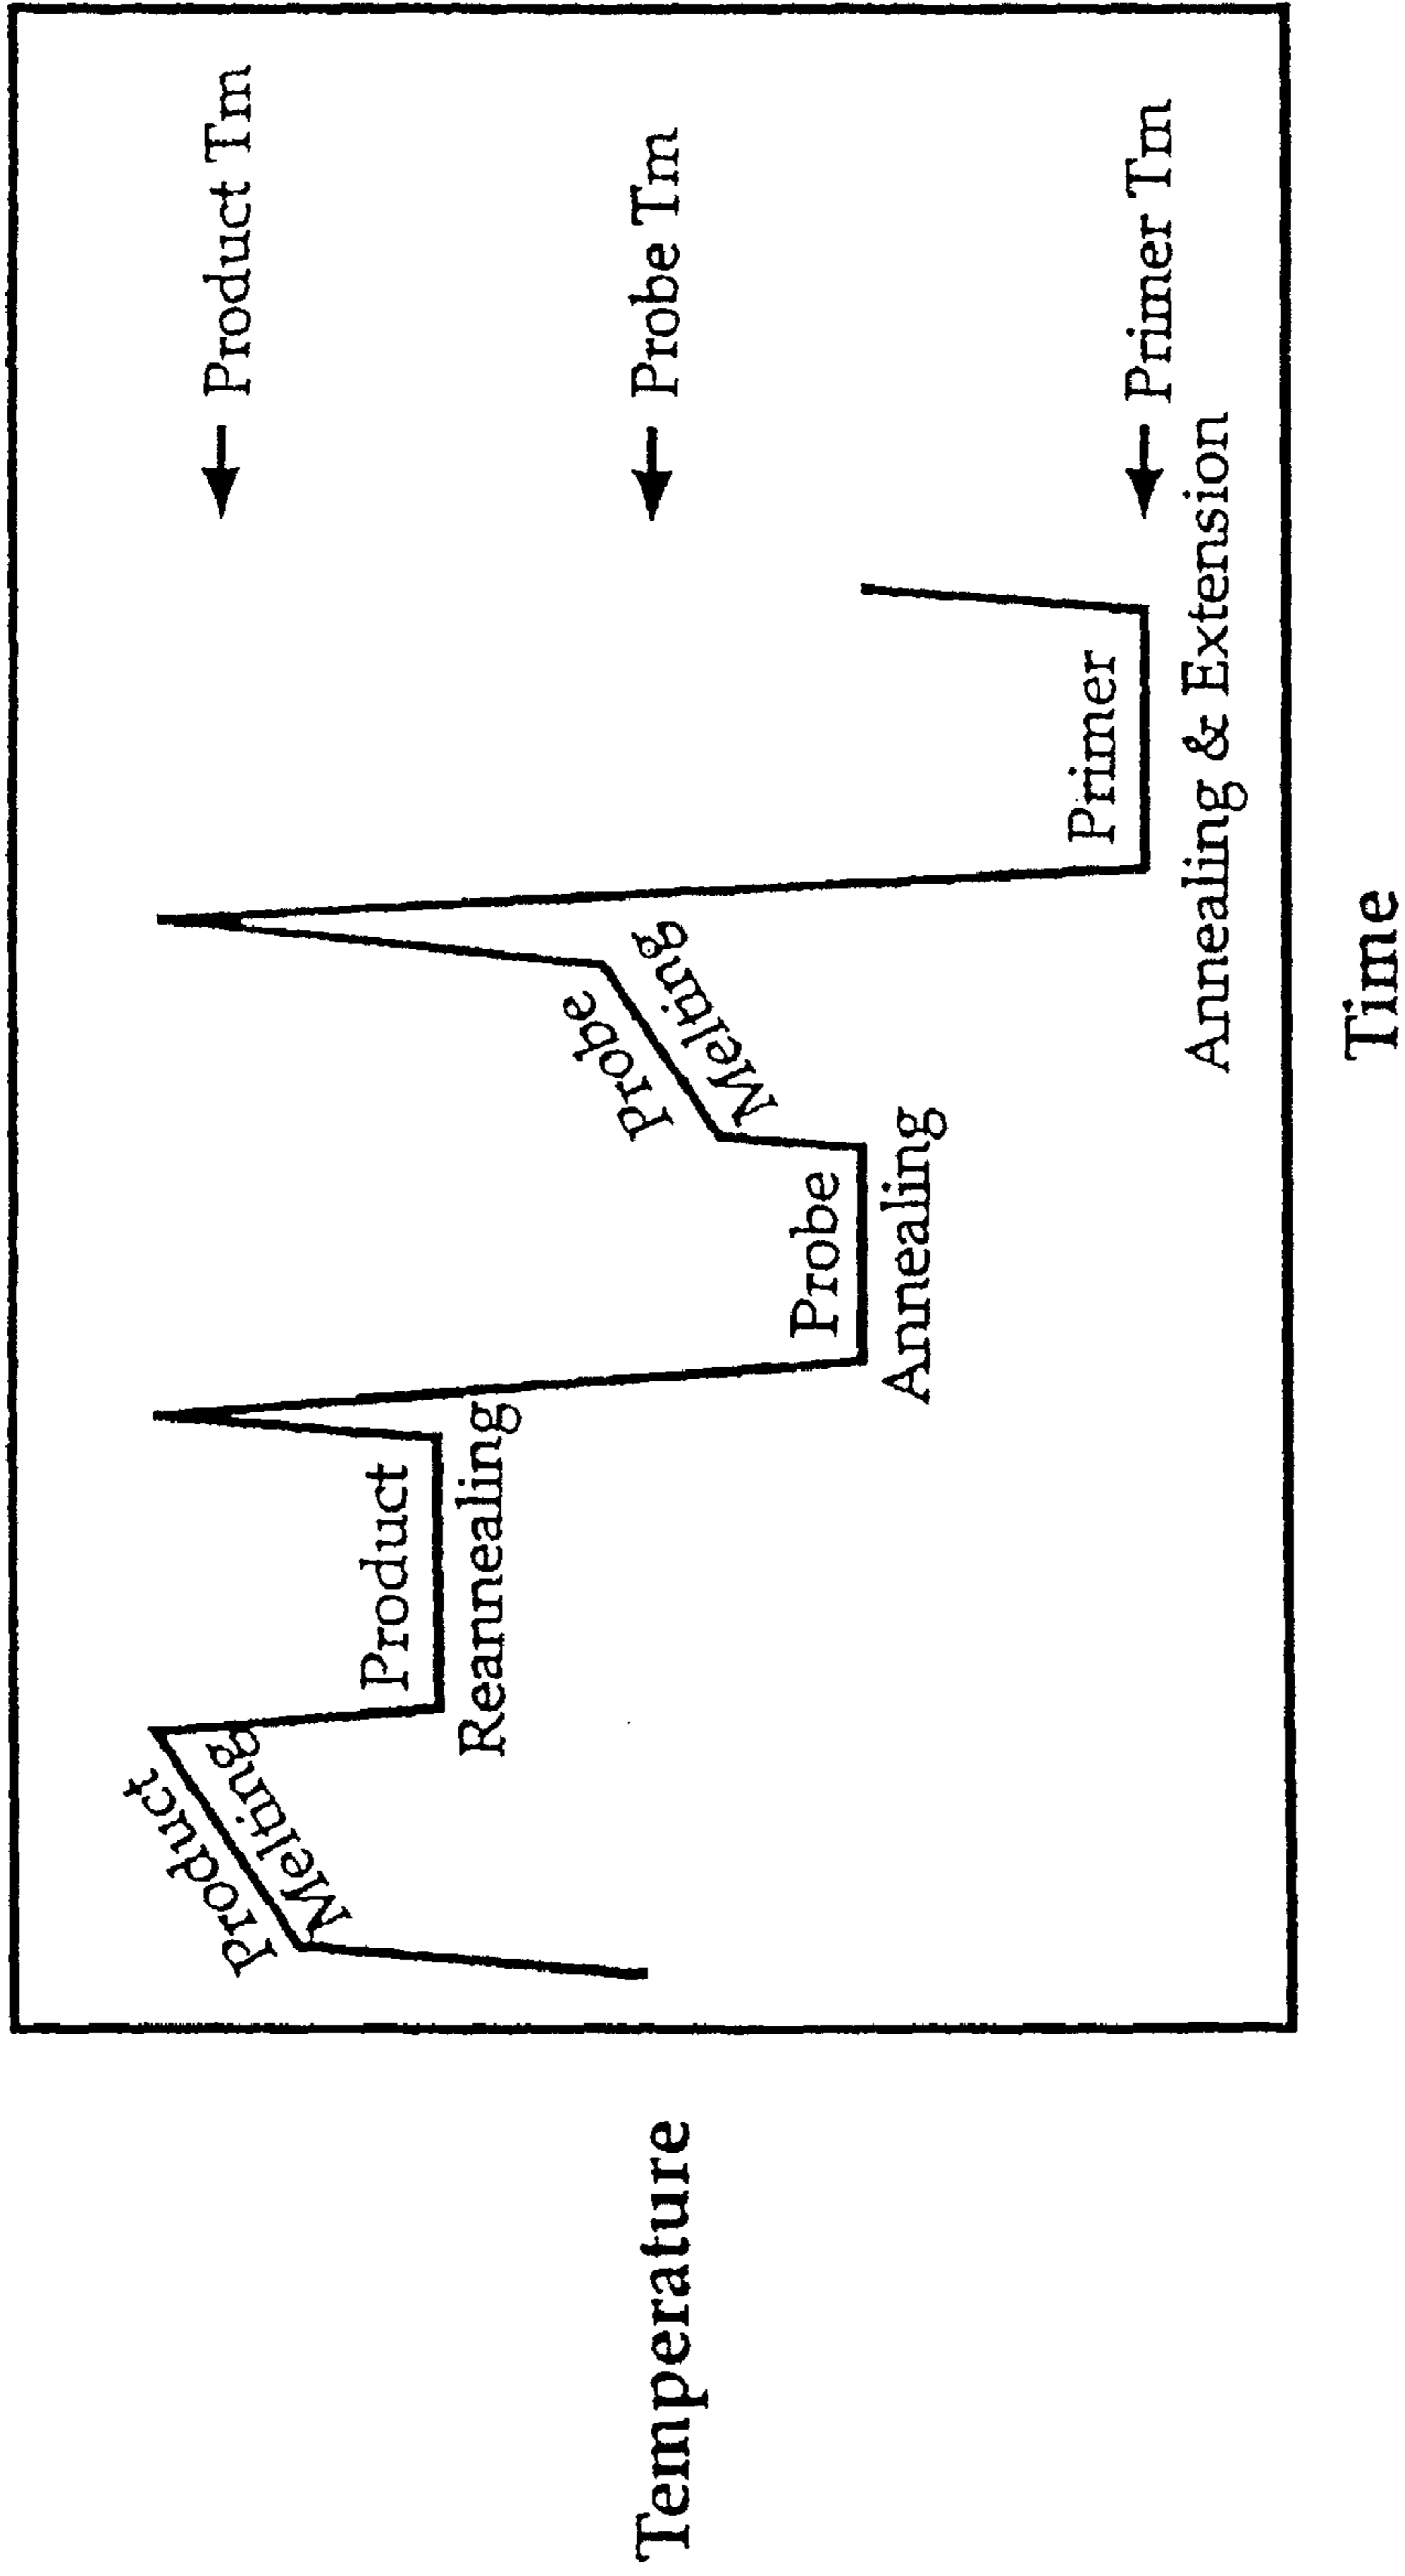 Product
Melting
Product
Reannealing
Probe
Annealing
Probe
Melting
Primer
Annealing & Extension
Product Tm
Probe Tm
Primer Tm
Temperature
Time